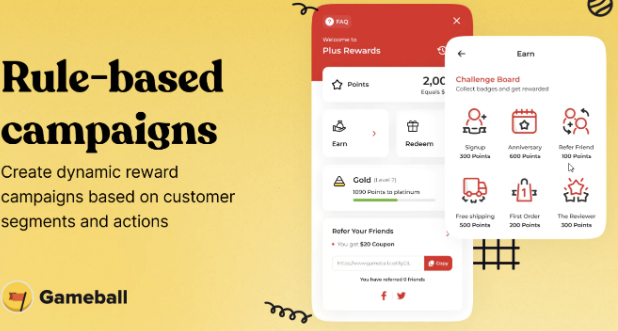 Rule-based
campaigns
Create dynamic reward
campaigns based on customer
segments and actions
Gameball
? FAQ
Welcome to
Plus Rewards
Points
2,00
Equals $
Earn
Redeem
Gold (Level 7)
1090 Points to platinum
Refer Your Friends
You get $20 Coupon
Copy
You have referred 0 friends
Earn
Challenge Board
Collect badges and get rewarded
Signup
300 Points
Anniversary
600 Points
Refer Friend
100 Points
Free shipping
500 Points
1
First Order
200 Points
The Reviewer
300 Points